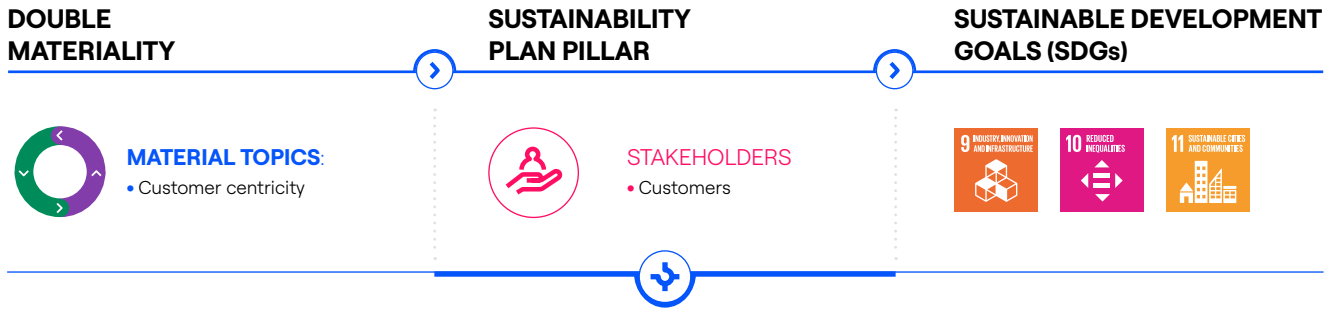 DOUBLE
MATERIALITY
SUSTAINABILITY
PLAN PILLAR
SUSTAINABLE DEVELOPMENT
GOALS (SDGs)
MATERIAL TOPICS:
• Customer centricity
STAKEHOLDERS
• Customers
9 INDUSTRY, INNOVATION
AND INFRASTRUCTURE
10 REDUCED
INEQUALITIES
11 SUSTAINABLE CITIES
AND COMMUNITIES